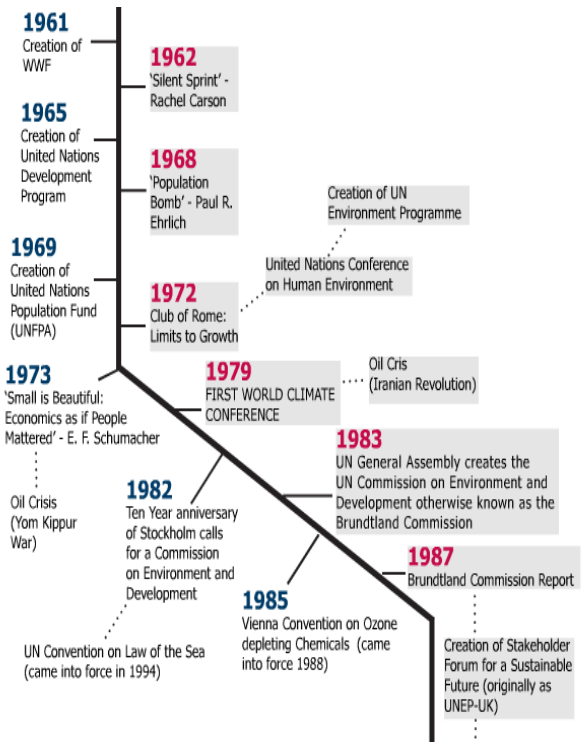 1961
Creation of
WWF
1962
'Silent Sprint' -
Rachel Carson
1965
Creation of
United Nations
Development
Program
1968
'Population
Bomb' - Paul R.
Ehrlich
Creation of UN
Environment Programme
1969
Creation of
United Nations
Population Fund
(UNFPA)
United Nations Conference
on Human Environment
1972
Club of Rome:
Limits to Growth
1973
'Small is Beautiful:
Economics as if People
Mattered' - E. F. Schumacher
Oil Crisis
(Yom Kippur
War)
1979
FIRST WORLD CLIMATE
CONFERENCE
Oil Cris
(Iranian Revolution)
1982
Ten Year anniversary
of Stockholm calls
for a Commission
on Environment and
Development
UN Convention on Law of the Sea
(came into force in 1994)
1983
UN General Assembly creates the
UN Commission on Environment and
Development otherwise known as the
Brundtland Commission
1985
Vienna Convention on Ozone
depleting Chemicals (came
into force 1988)
1987
Brundtland Commission Report
Creation of Stakeholder
Forum for a Sustainable
Future (originally as
UNEP-UK)